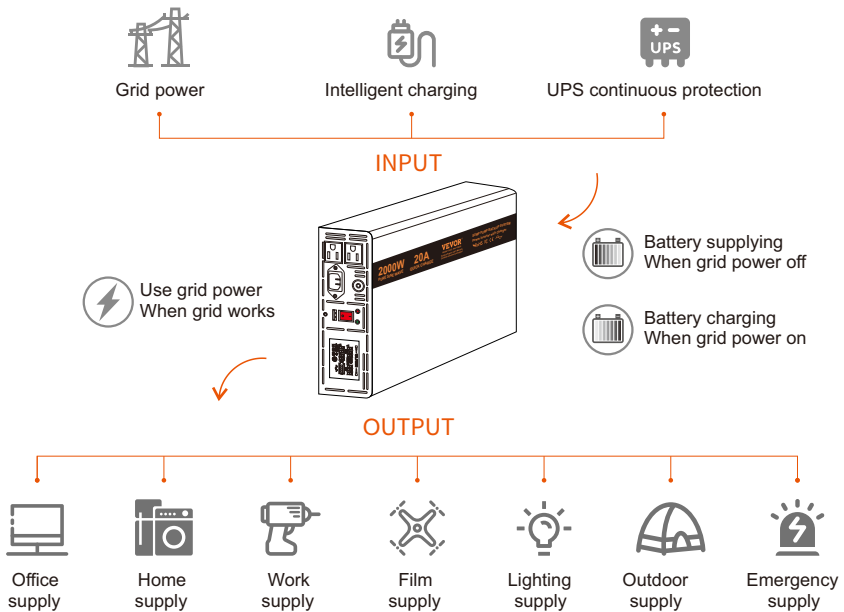 + −
UPS
Grid power
Intelligent charging
UPS continuous protection
INPUT
2000W
20A
VEVOR
Battery supplying
When grid power off
Use grid power
When grid works
Battery charging
When grid power on
OUTPUT
Office
supply
Home
supply
Work
supply
Film
supply
Lighting
supply
Outdoor
supply
Emergency
supply